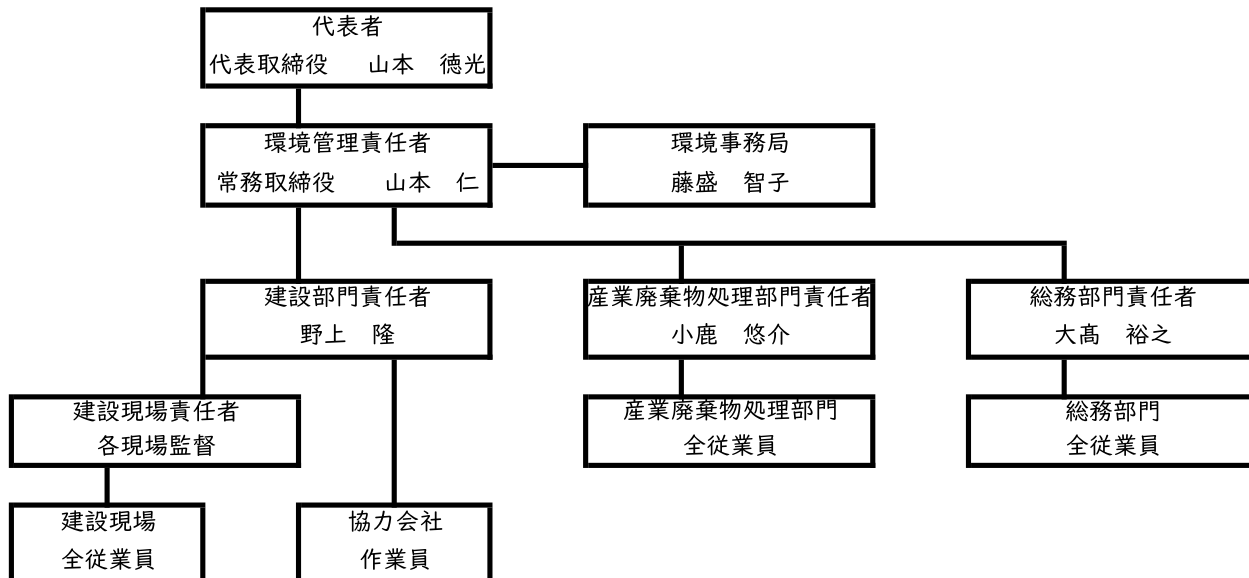 代表者
代表取締役　山本　徳光
環境管理責任者
常務取締役　山本　仁
環境事務局
藤盛　智子
建設部門責任者
野上　隆
産業廃棄物処理部門責任者
小鹿　悠介
総務部門責任者
大髙　裕之
建設現場責任者
各現場監督
産業廃棄物処理部門
全従業員
総務部門
全従業員
建設現場
全従業員
協力会社
作業員